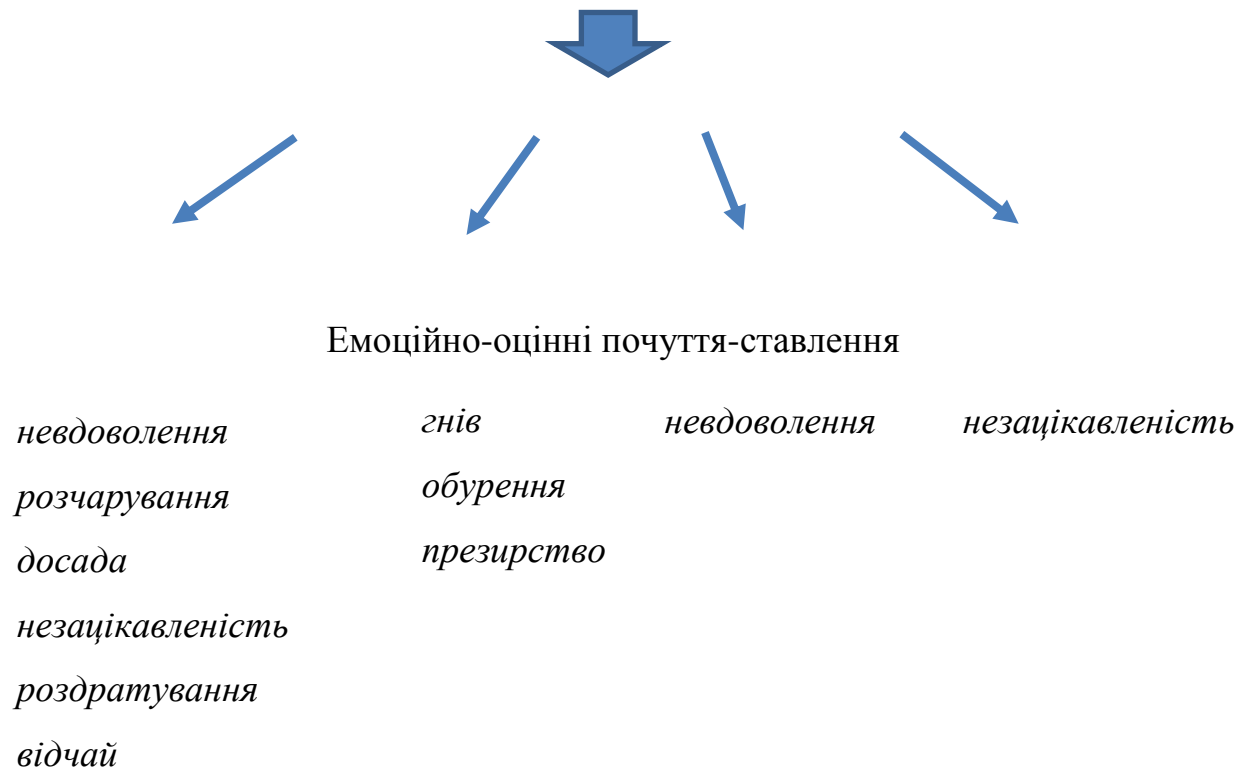 Емоційно-оцінні почуття-ставлення
невдоволення
розчарування
досада
незацікавленість
роздратування
відчай
гнів
обурення
презирство
невдоволення
незацікавленість